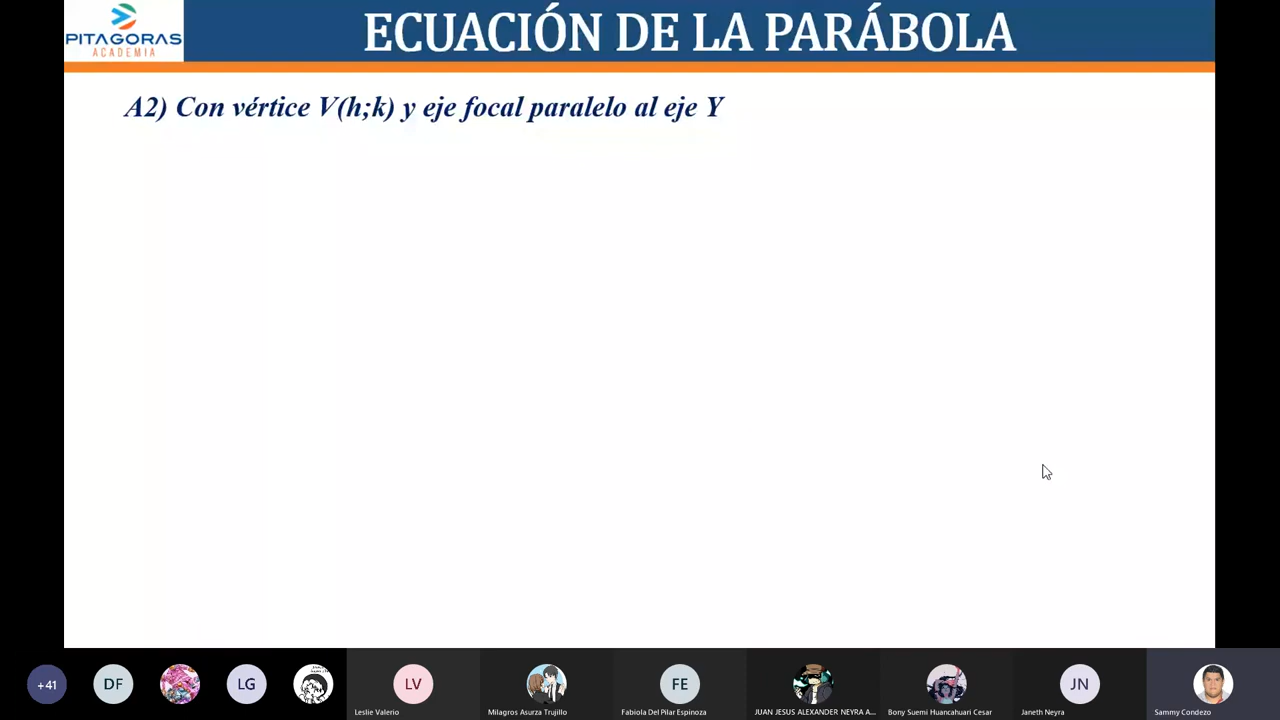 PITAGORAS
ACADEMIA
ECUACIÓN DE LA PARÁBOLA
A2) Con vértice V(h;k) y eje focal paralelo al eje Y
+41
DF
LG
LV
FE
JN
Leslie Valerio
Milagros Asurza Trujillo
Fabiola Del Pilar Espinoza
JUAN JESUS ALEXANDER NEYRA A...
Bony Suemi Huancahuari Cesar
Janeth Neyra
Sammy Condezo